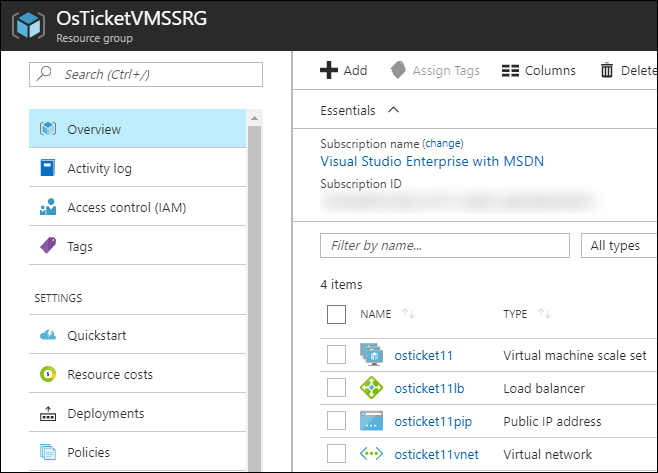 OsTicketVMSSRG
Resource group
Search (Ctrl+/)
Overview
Activity log
Access control (IAM)
Tags
SETTINGS
Quickstart
Resource costs
Deployments
Policies
Add Assign Tags Columns Delete
Essentials
Subscription name (change)
Visual Studio Enterprise with MSDN
Subscription ID
Filter by name... All types
4 items
NAME TYPE
osticket11 Virtual machine scale set
osticket11lb Load balancer
osticket11pip Public IP address
osticket11vnet Virtual network